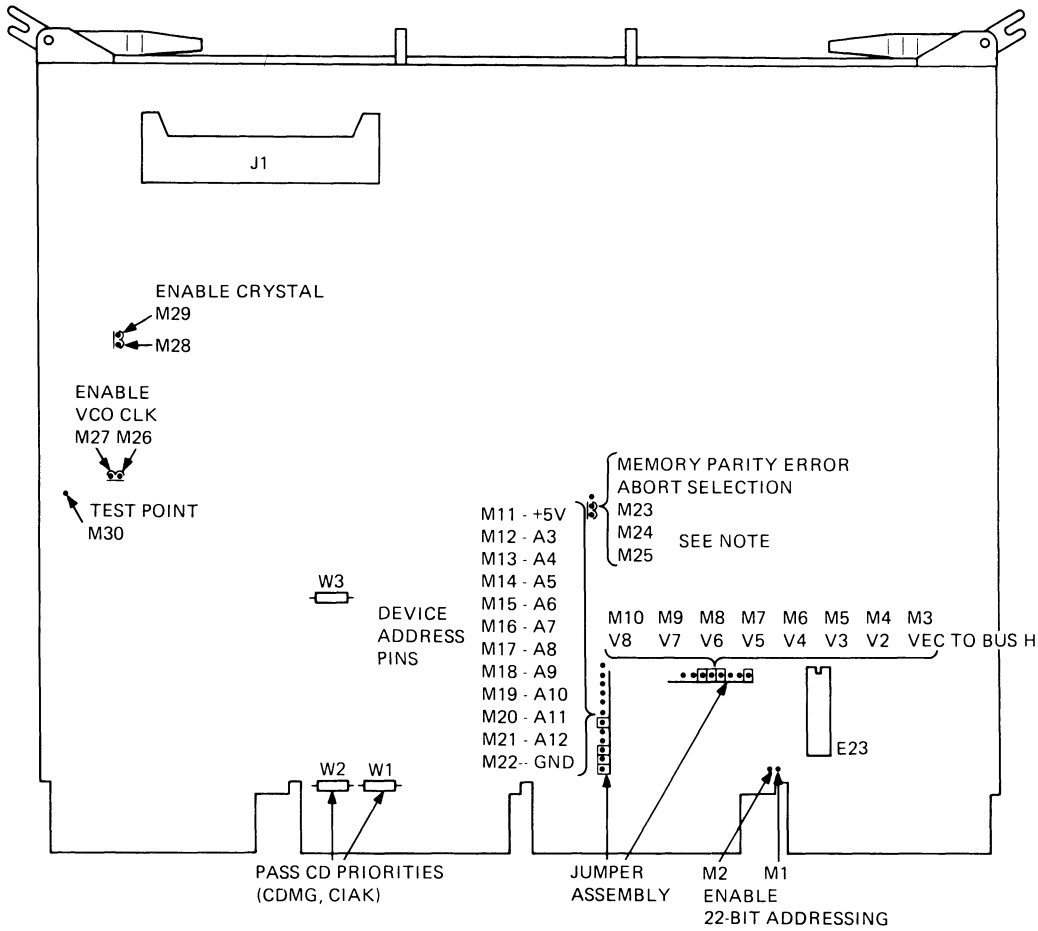 J1
ENABLE CRYSTAL
M29
M28
ENABLE
VCO CLK
M27 M26
TEST POINT
M30
MEMORY PARITY ERROR
ABORT SELECTION
M23
M24
M25
SEE NOTE
M11 - +5V
M12 - A3
M13 - A4
M14 - A5
M15 - A6
M16 - A7
M17 - A8
M18 - A9
M19 - A10
M20 - A11
M21 - A12
M22-- GND
DEVICE
ADDRESS
PINS
W3
M10 M9 M8 M7 M6 M5 M4 M3
V8 V7 V6 V5 V4 V3 V2 VEC TO BUS H
E23
W2 W1
PASS CD PRIORITIES
(CDMG, CIAK)
JUMPER
ASSEMBLY
M2 M1
ENABLE
22-BIT ADDRESSING